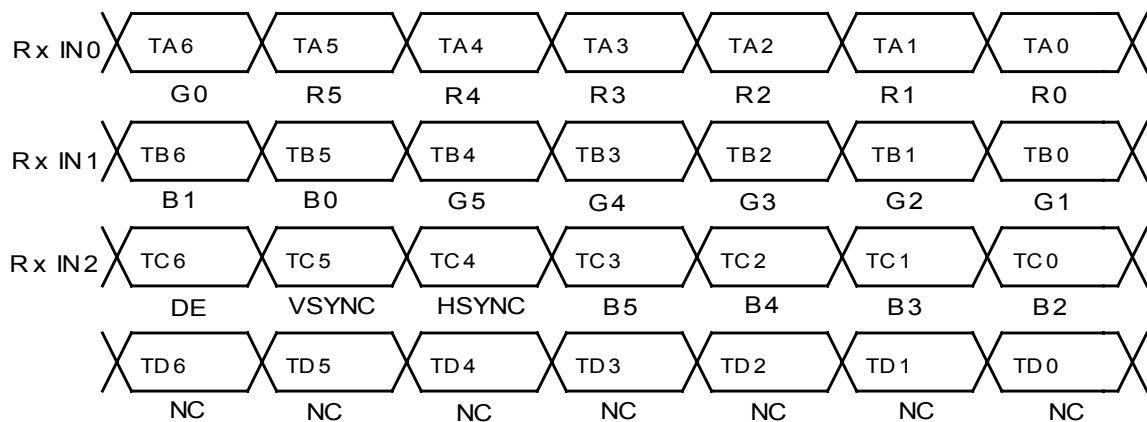 Rx IN0 TA6 TA5 TA4 TA3 TA2 TA1 TA0
G0 R5 R4 R3 R2 R1 R0
Rx IN1 TB6 TB5 TB4 TB3 TB2 TB1 TB0
B1 B0 G5 G4 G3 G2 G1
Rx IN2 TC6 TC5 TC4 TC3 TC2 TC1 TC0
DE VSYNC HSYNC B5 B4 B3 B2
TD6 TD5 TD4 TD3 TD2 TD1 TD0
NC NC NC NC NC NC NC